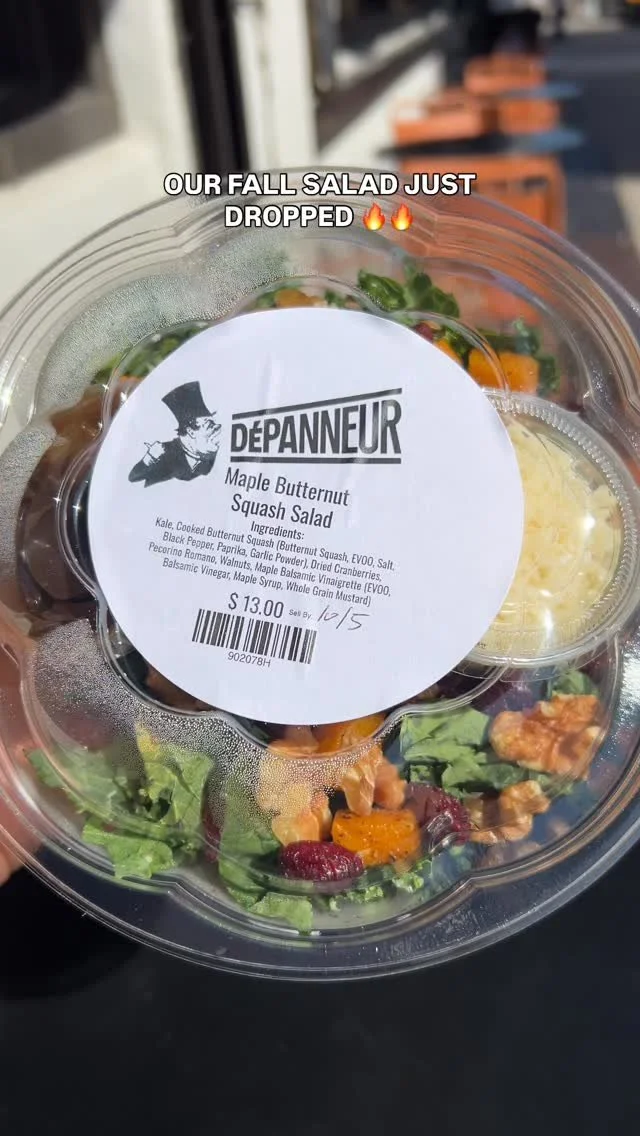 OUR FALL SALAD JUST
DROPPED 🔥🔥
DÉPANNEUR
Maple Butternut
Squash Salad
Ingredients:
Kale, Cooked Butternut Squash (Butternut Squash, EVOO, Salt,
Black Pepper, Paprika, Garlic Powder), Dried Cranberries,
Pecorino Romano, Walnuts, Maple Balsamic Vinaigrette (EVOO,
Balsamic Vinegar, Maple Syrup, Whole Grain Mustard)
$ 13.00 Sell By: 10/5
902078H